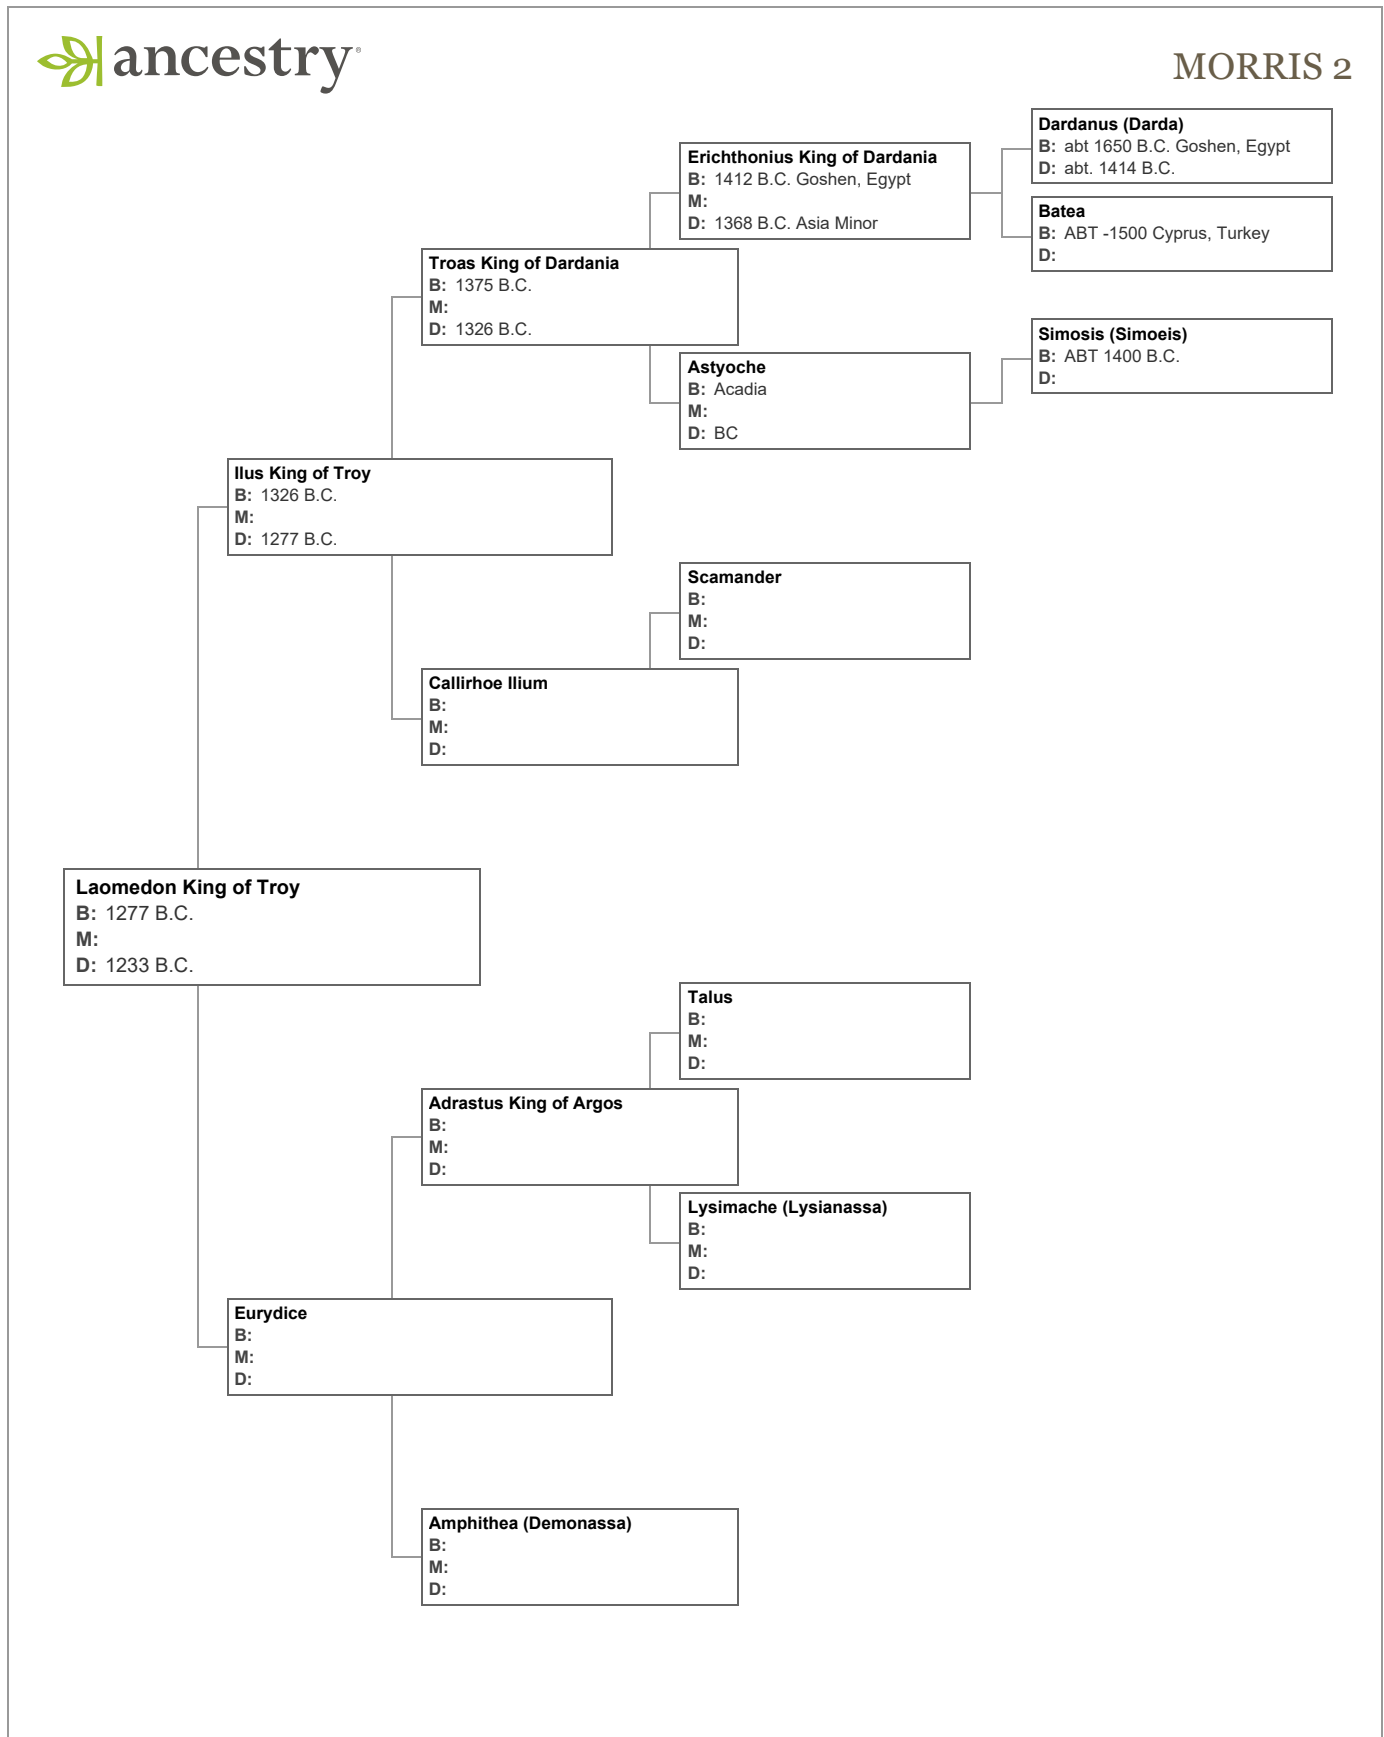 ancestry®
MORRIS 2
Dardanus (Darda)
B: abt 1650 B.C. Goshen, Egypt
D: abt. 1414 B.C.
Erichthonius King of Dardania
B: 1412 B.C. Goshen, Egypt
M:
D: 1368 B.C. Asia Minor
Batea
B: ABT -1500 Cyprus, Turkey
D:
Troas King of Dardania
B: 1375 B.C.
M:
D: 1326 B.C.
Simosis (Simoeis)
B: ABT 1400 B.C.
D:
Astyoche
B: Acadia
M:
D: BC
Ilus King of Troy
B: 1326 B.C.
M:
D: 1277 B.C.
Scamander
B:
M:
D:
Callirhoe Ilium
B:
M:
D:
Laomedon King of Troy
B: 1277 B.C.
M:
D: 1233 B.C.
Talus
B:
M:
D:
Adrastus King of Argos
B:
M:
D:
Lysimache (Lysianassa)
B:
M:
D:
Eurydice
B:
M:
D:
Amphithea (Demonassa)
B:
M:
D: